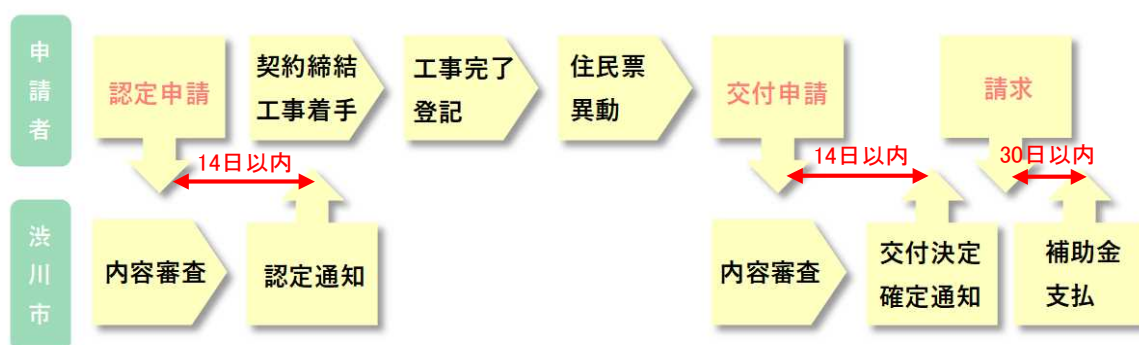 申請者
認定申請
契約締結
工事着手
工事完了
登記
住民票
異動
交付申請
請求
14日以内
14日以内
30日以内
渋川市
内容審査
認定通知
内容審査
交付決定
確定通知
補助金
支払